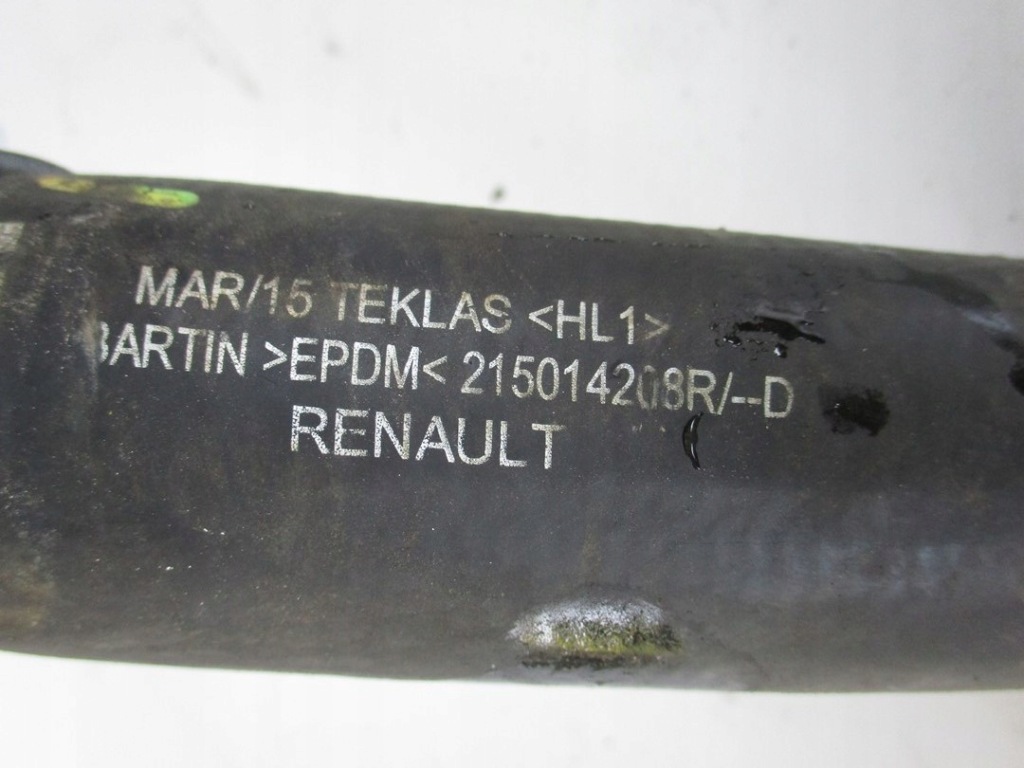 MAR/15 TEKLAS <HL1>
BARTIN >EPDM< 215014208R/--D
RENAULT